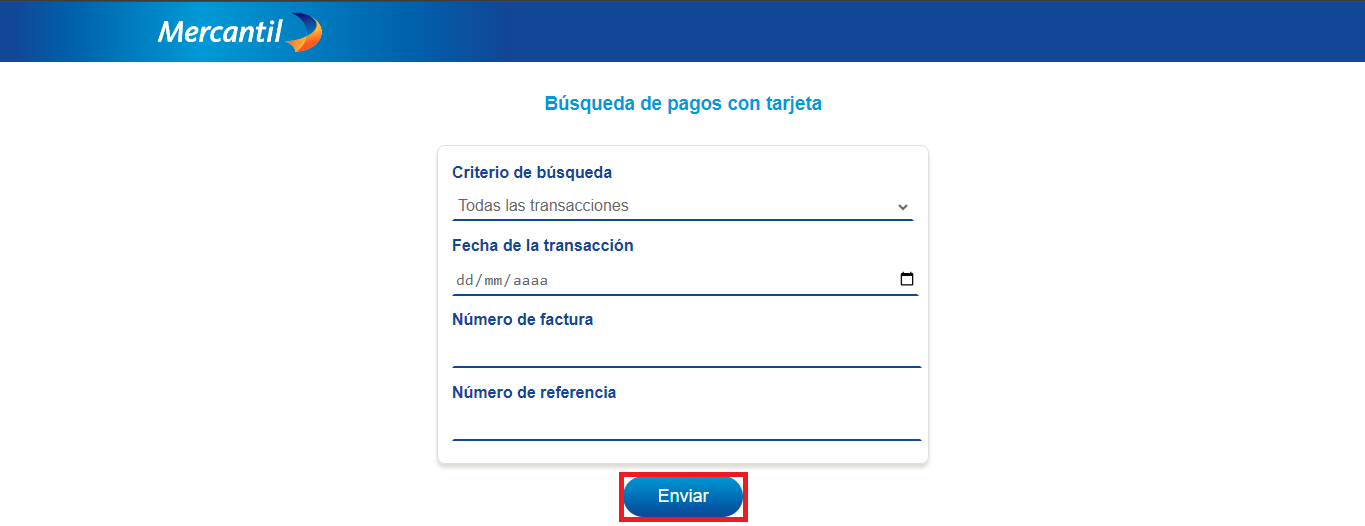 Mercantil
Búsqueda de pagos con tarjeta
Criterio de búsqueda
Todas las transacciones
Fecha de la transacción
dd/mm/aaaa
Número de factura
Número de referencia
Enviar